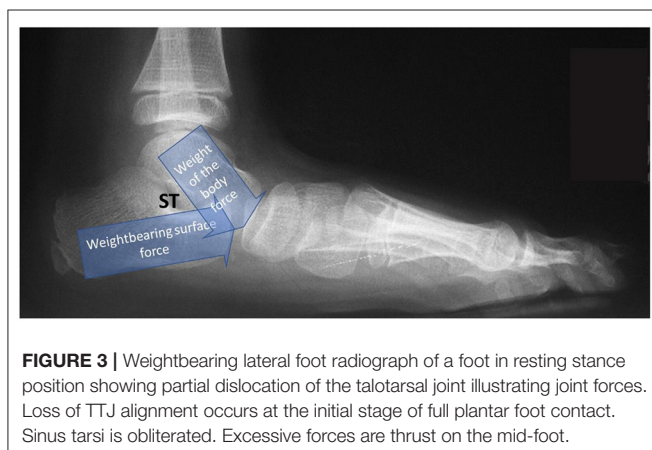 Weight
of the
body
force
ST
Weightbearing surface
force
FIGURE 3 | Weightbearing lateral foot radiograph of a foot in resting stance
position showing partial dislocation of the talotarsal joint illustrating joint forces.
Loss of TTJ alignment occurs at the initial stage of full plantar foot contact.
Sinus tarsi is obliterated. Excessive forces are thrust on the mid-foot.